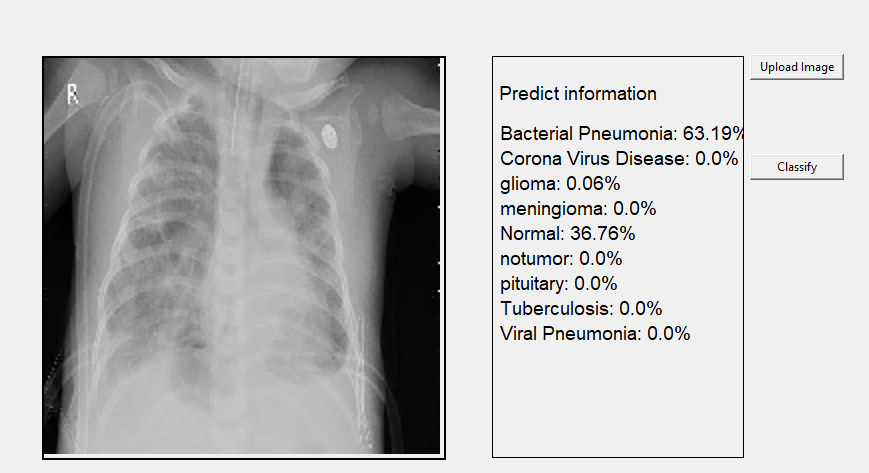 R
Predict information
Bacterial Pneumonia: 63.19%
Corona Virus Disease: 0.0%
glioma: 0.06%
meningioma: 0.0%
Normal: 36.76%
notumor: 0.0%
pituitary: 0.0%
Tuberculosis: 0.0%
Viral Pneumonia: 0.0%
Upload Image
Classify